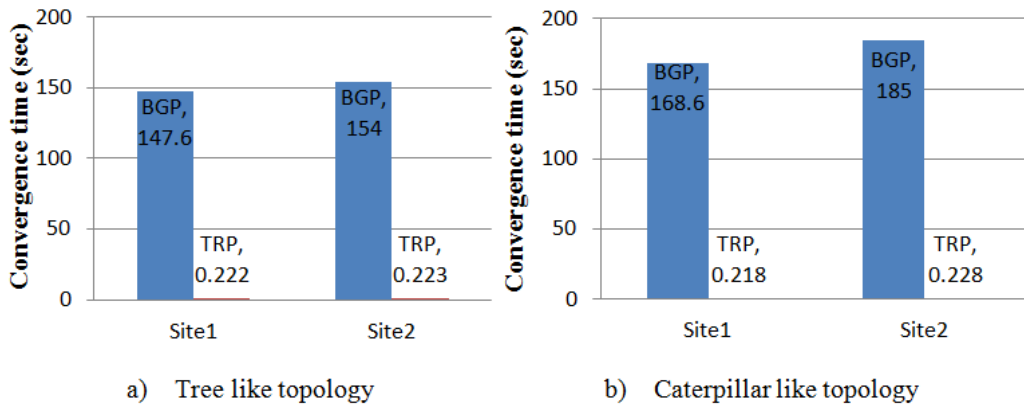 Convergence time (sec)
200
150
100
50
0
BGP,
147.6
TRP,
0.222
BGP,
154
TRP,
0.223
Site1
Site2
a) Tree like topology
Convergence time (sec)
200
150
100
50
0
BGP,
168.6
TRP,
0.218
BGP,
185
TRP,
0.228
Site1
Site2
b) Caterpillar like topology